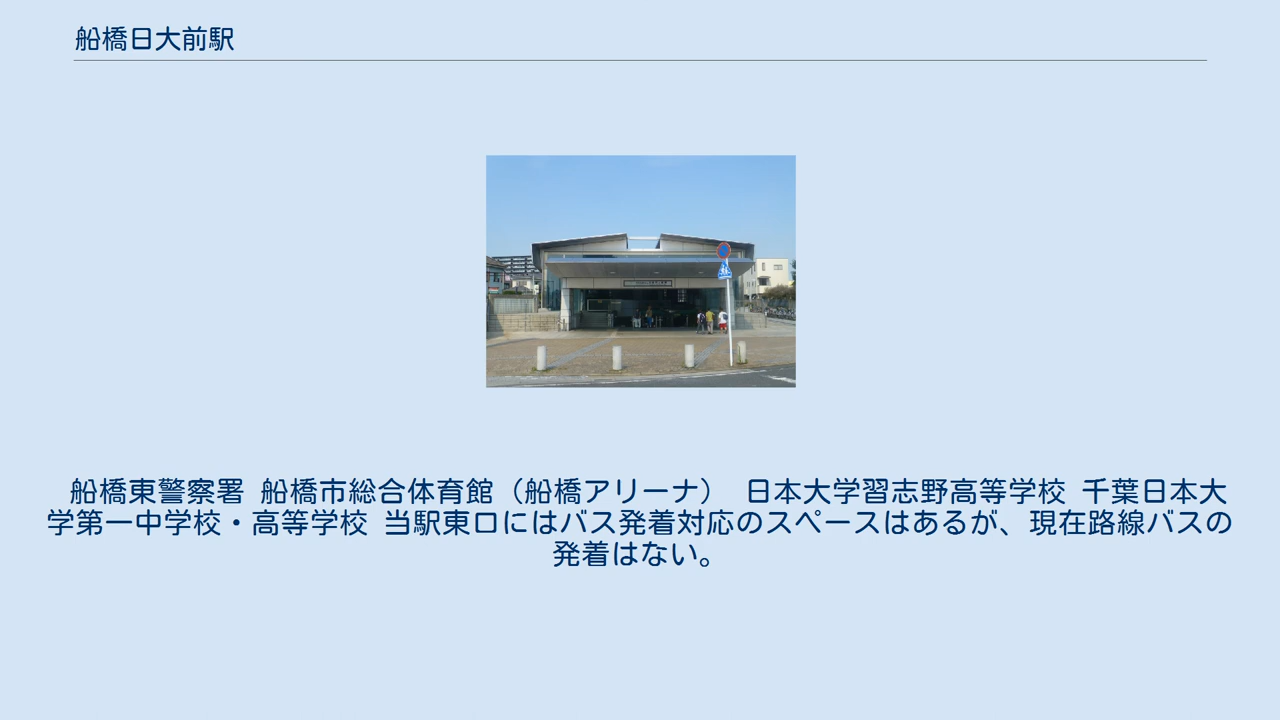 船橋日大前駅
船橋東警察署 船橋市総合体育館（船橋アリーナ） 日本大学習志野高等学校 千葉日本大
学第一中学校・高等学校 当駅東口にはバス発着対応のスペースはあるが、現在路線バスの
発着はない。